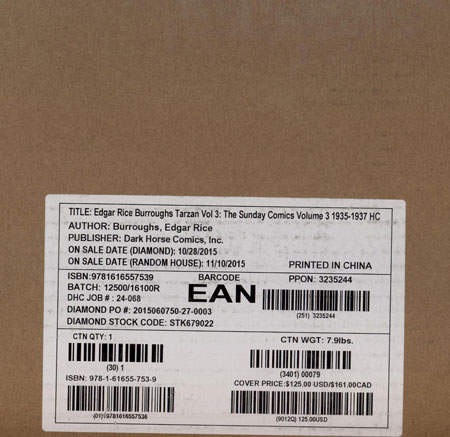 TITLE: Edgar Rice Burroughs Tarzan Vol 3: The Sunday Comics Volume 3 1935-1937 HC
AUTHOR: Burroughs, Edgar Rice
PUBLISHER: Dark Horse Comics, Inc.
ON SALE DATE (DIAMOND): 10/28/2015
ON SALE DATE (RANDOM HOUSE): 11/10/2015
PRINTED IN CHINA
ISBN:9781616557539
BARCODE
PPON: 3235244
BATCH: 12500/16100R
EAN
DHC JOB # : 24-068
(251) 3235244
DIAMOND PO #: 2015060750-27-0003
DIAMOND STOCK CODE: STK679022
CTN QTY: 1
CTN WGT: 7.9lbs.
(30) 1
(3401) 00079
ISBN: 978-1-61655-753-9
COVER PRICE:$125.00 USD/$161.00CAD
(01)9781616557536
(9012Q) 125.00USD